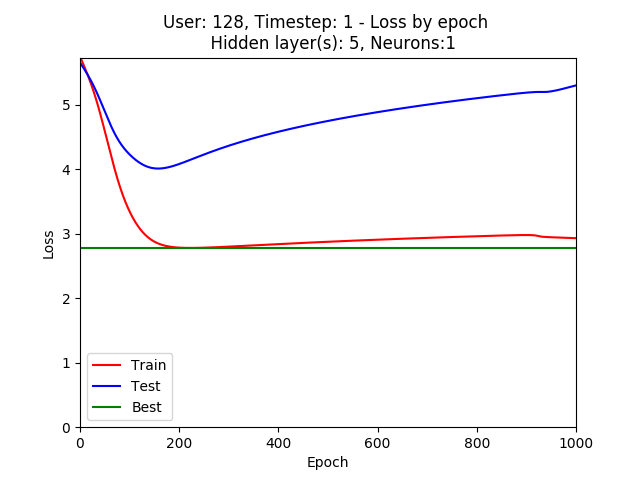 User: 128, Timestep: 1 - Loss by epoch
Hidden layer(s): 5, Neurons:1
Loss
5
4
3
2
1
0
Train
Test
Best
0 200 400 600 800 1000
Epoch